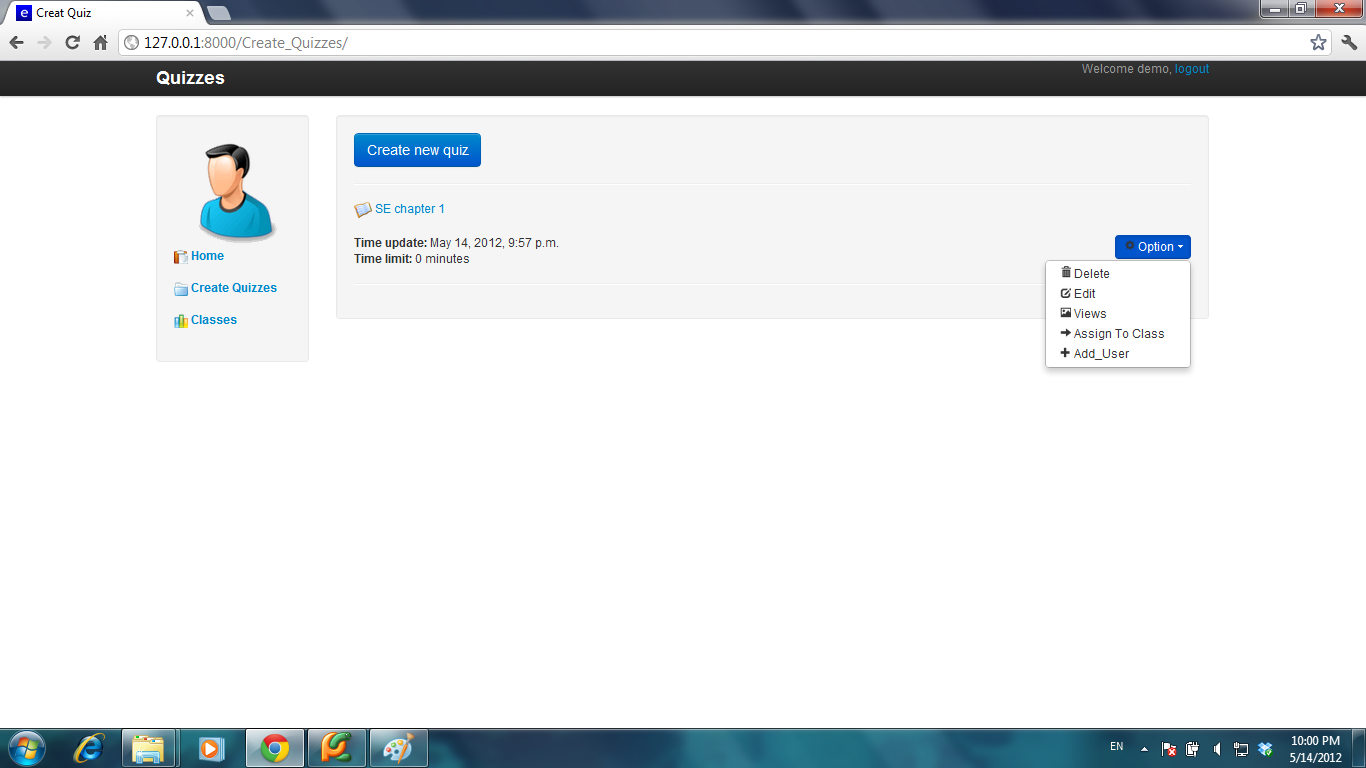 Creat Quiz
127.0.0.1:8000/Create_Quizzes/
Quizzes
Welcome demo, logout
Home
Create Quizzes
Classes
Create new quiz
SE chapter 1
Time update: May 14, 2012, 9:57 p.m.
Time limit: 0 minutes
Option
Delete
Edit
Views
Assign To Class
Add_User
EN
10:00 PM
5/14/2012